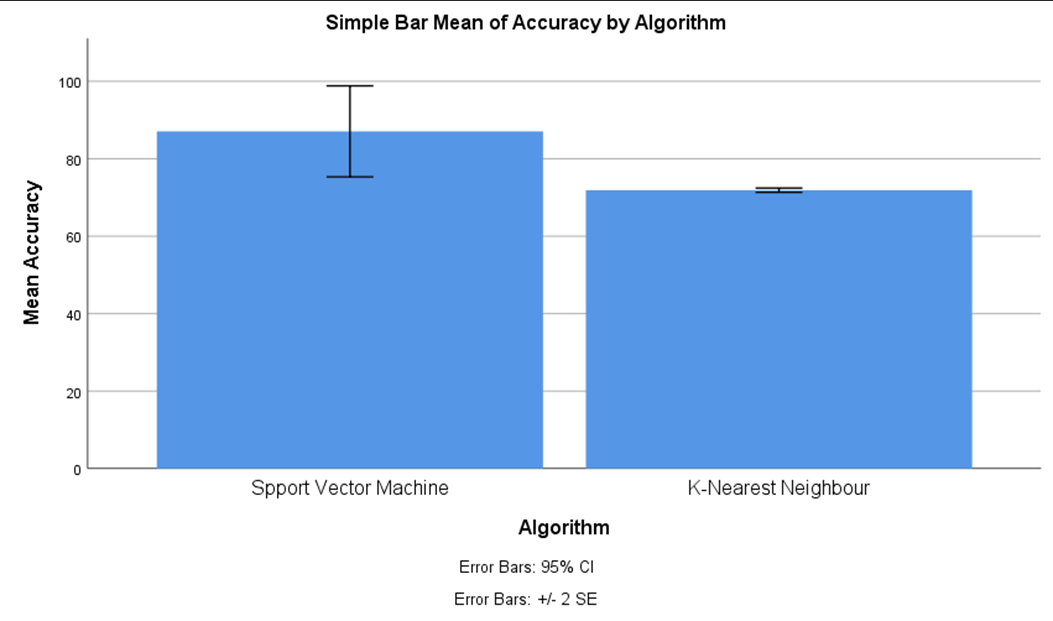 Simple Bar Mean of Accuracy by Algorithm
Mean Accuracy
100
80
60
40
20
0
Spport Vector Machine
K-Nearest Neighbour
Algorithm
Error Bars: 95% CI
Error Bars: +/- 2 SE